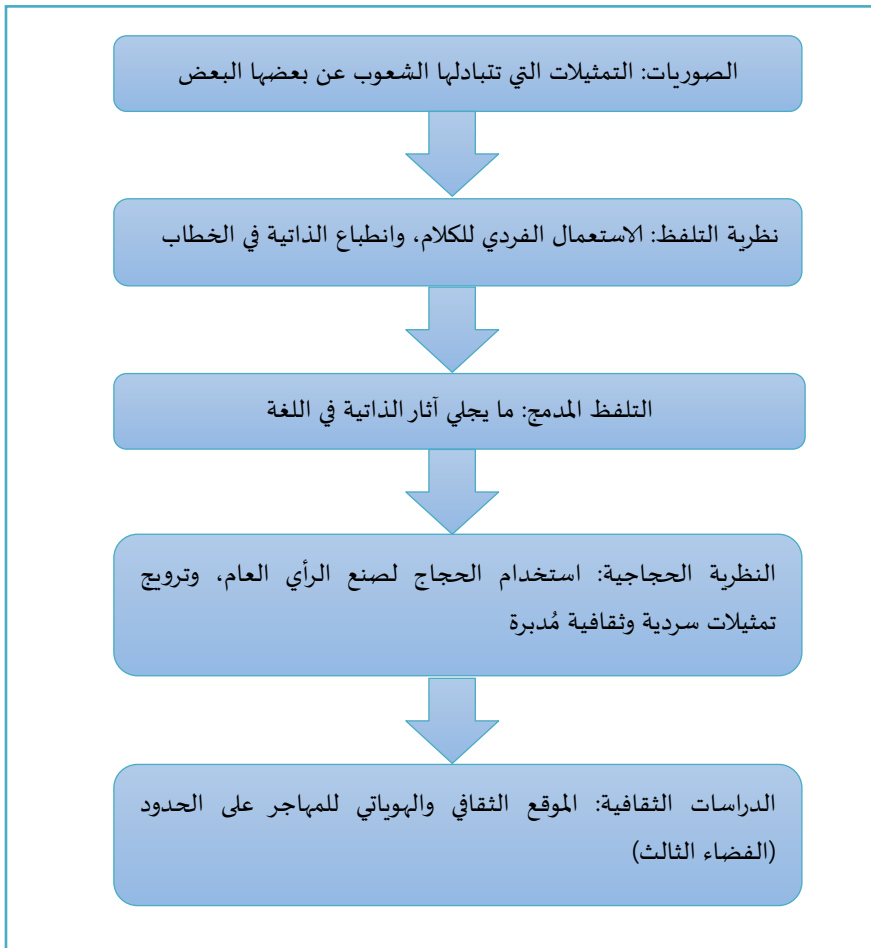 الصوريات: التمثيلات التي تتبادلها الشعوب عن بعضها البعض
نظرية التلفظ: الاستعمال الفردي للكلام، وانطباع الذاتية في الخطاب
التلفظ المدمج: ما يجلي آثار الذاتية في اللغة
النظرية الحجاجية: استخدام الحجاج لصنع الرأي العام، وترويج
تمثيلات سردية وثقافية مُدبرة
الدراسات الثقافية: الموقع الثقافي والهوياتي للمهاجر على الحدود
(الفضاء الثالث)